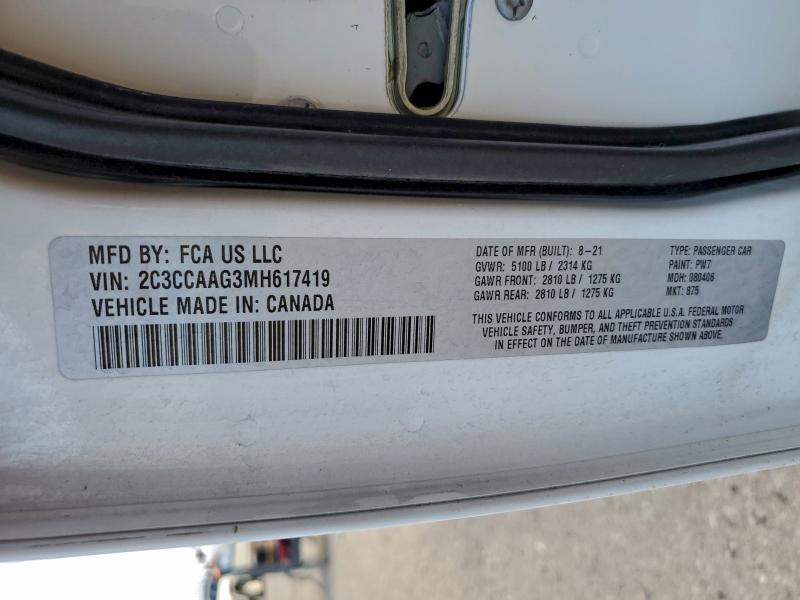 MFD BY: FCA US LLC
VIN: 2C3CCAAG3MH617419
VEHICLE MADE IN: CANADA
DATE OF MFR (BUILT): 8-21
GVWR: 5100 LB / 2314 KG
GAWR FRONT: 2810 LB / 1275 KG
GAWR REAR: 2810 LB / 1275 KG
TYPE: PASSENGER CAR
PAINT: PW7
MDH: 080406
MKT: 875
THIS VEHICLE CONFORMS TO ALL APPLICABLE U.S.A. FEDERAL MOTOR
VEHICLE SAFETY, BUMPER, AND THEFT PREVENTION STANDARDS
IN EFFECT ON THE DATE OF MANUFACTURE SHOWN ABOVE.